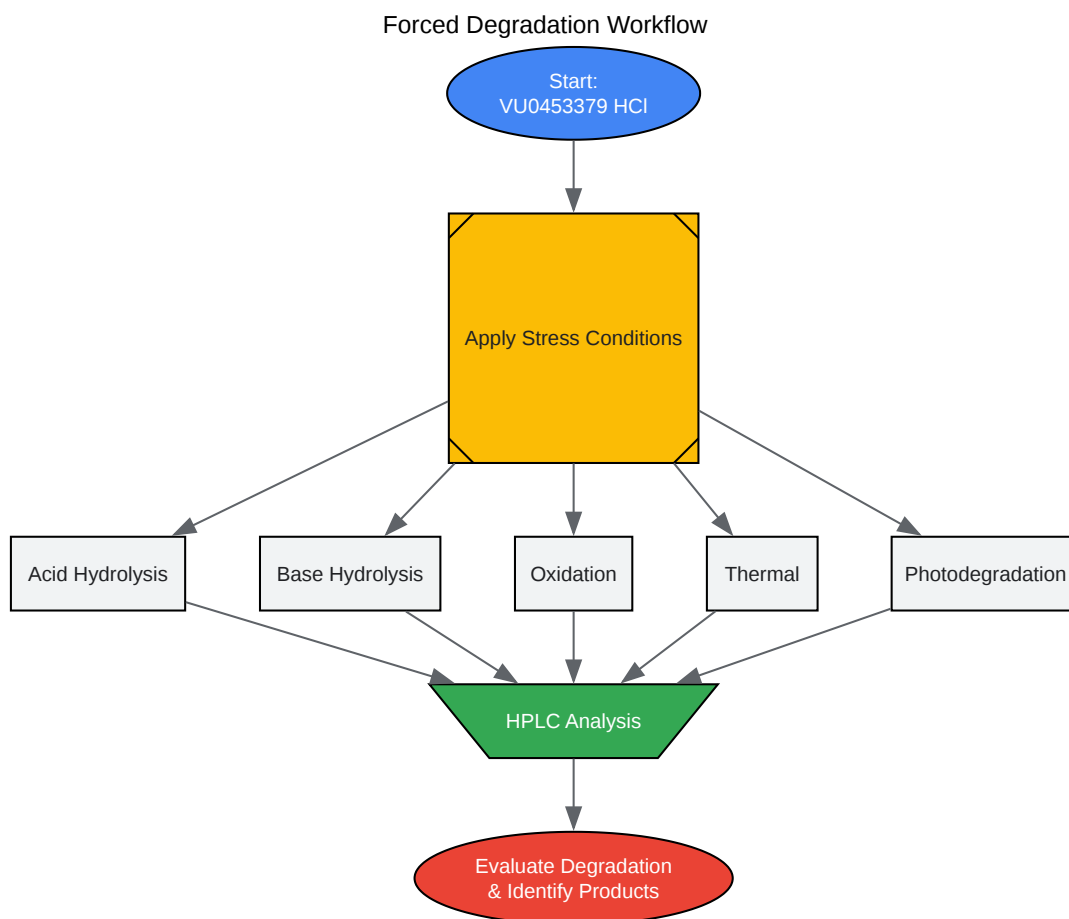 Forced Degradation Workflow
Start:
VU0453379 HCl
Apply Stress Conditions
Acid Hydrolysis
Base Hydrolysis
Oxidation
Thermal
Photodegradation
HPLC Analysis
Evaluate Degradation
& Identify Products